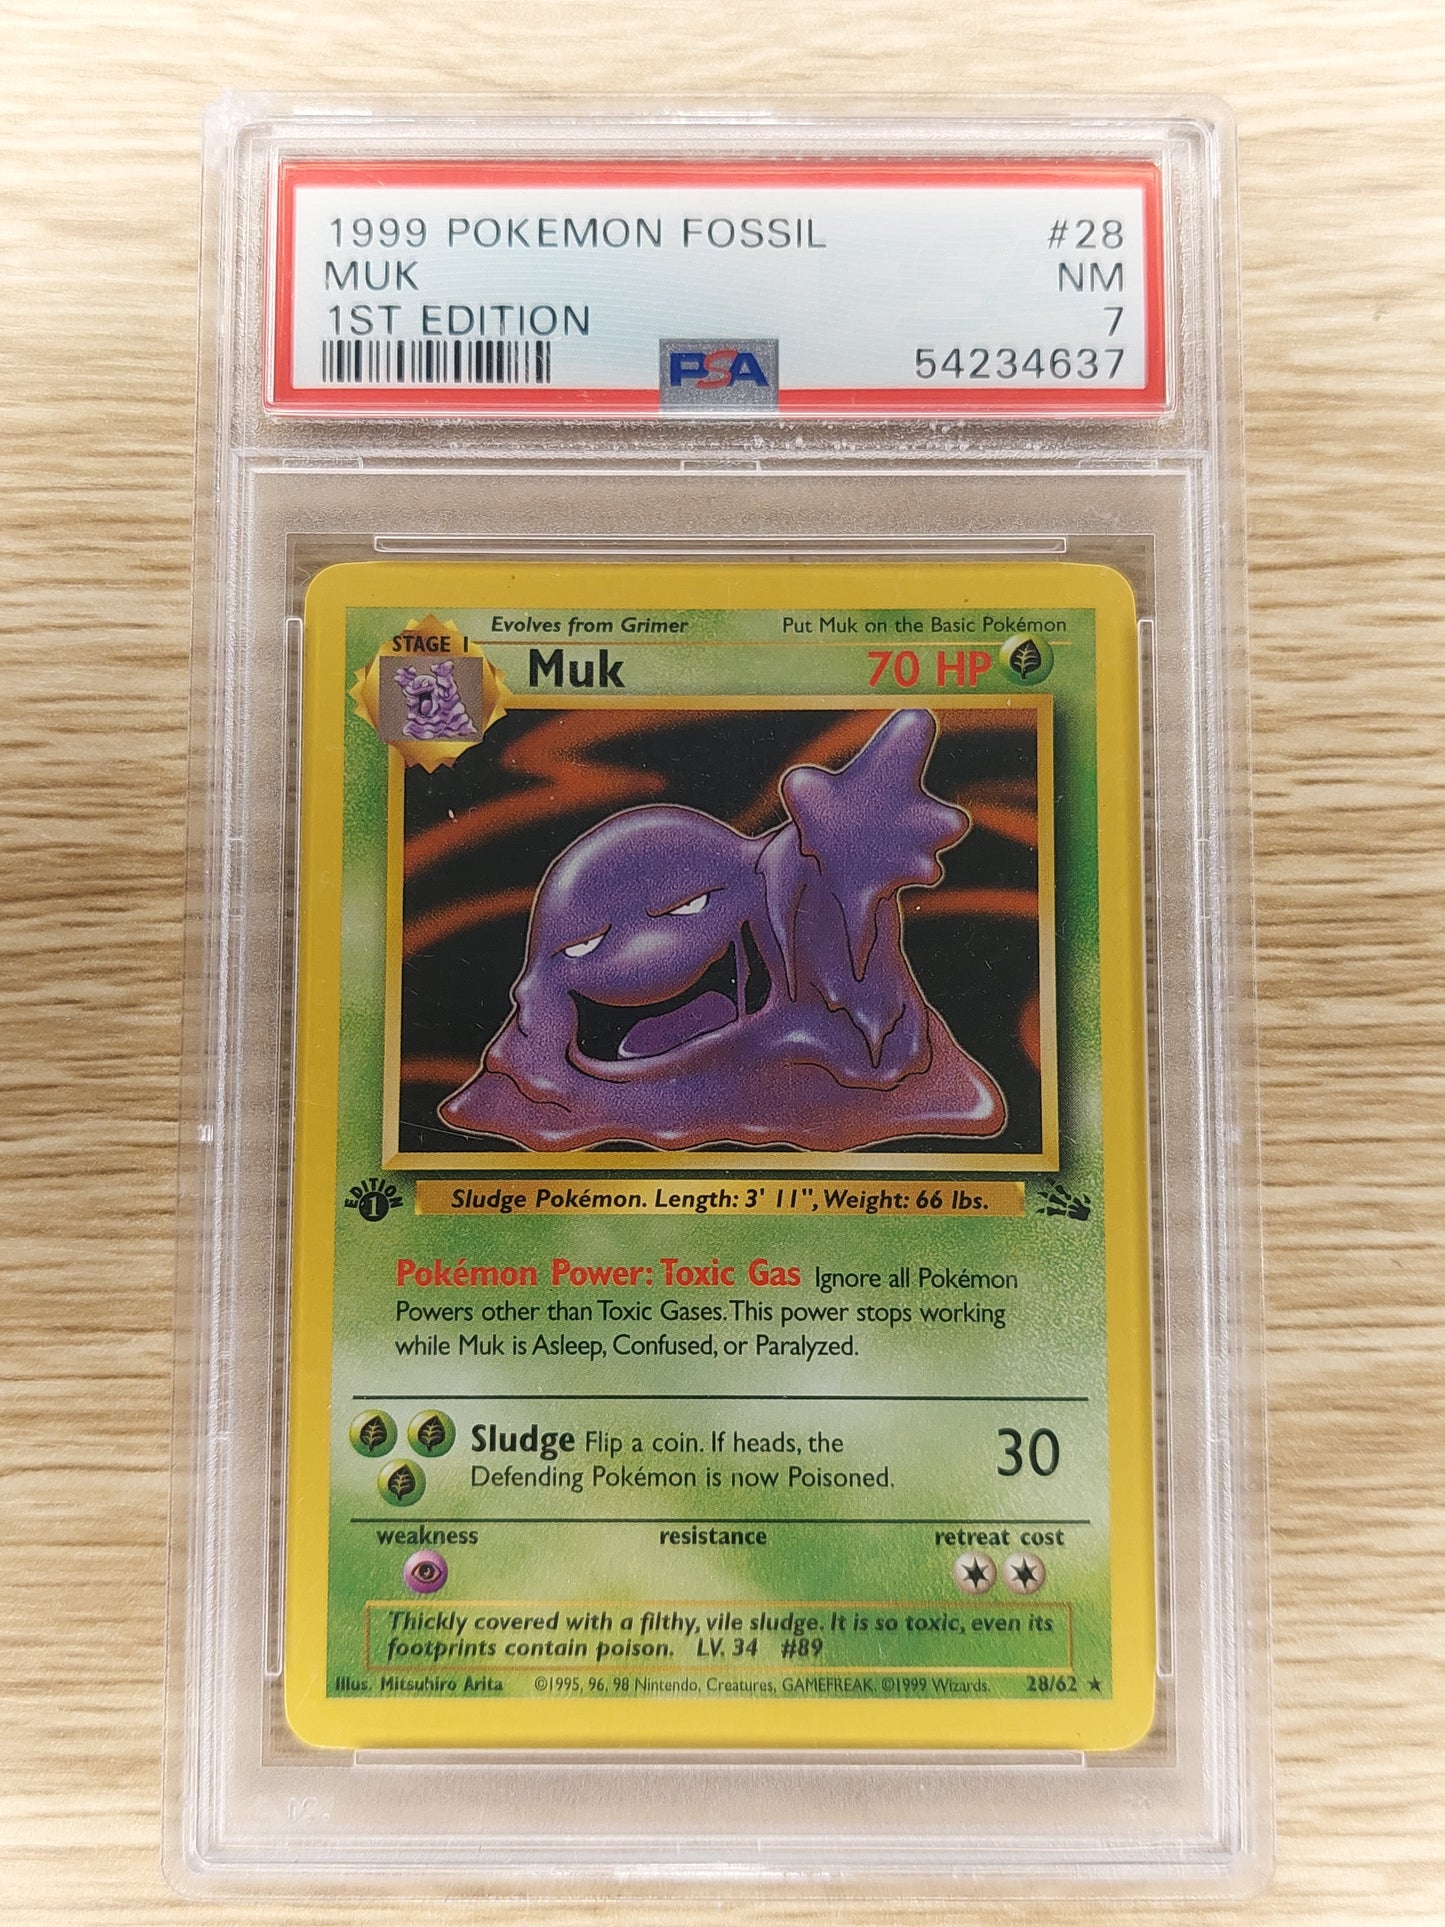 1999 POKEMON FOSSIL #28
MUK NM
1ST EDITION 7
PSA 54234637
Evolves from Grimer Put Muk on the Basic Pokémon
STAGE 1
Muk 70 HP
EDITION
1
Sludge Pokémon. Length: 3' 11", Weight: 66 lbs.
Pokémon Power: Toxic Gas Ignore all Pokémon
Powers other than Toxic Gases. This power stops working
while Muk is Asleep, Confused, or Paralyzed.
Sludge Flip a coin. If heads, the
Defending Pokémon is now Poisoned.
30
weakness resistance retreat cost
Thickly covered with a filthy, vile sludge. It is so toxic, even its
footprints contain poison. LV. 34 #89
Illus. Mitsuhiro Arita ©1995, 96, 98 Nintendo, Creatures, GAMEFREAK. ©1999 Wizards. 28/62 ★